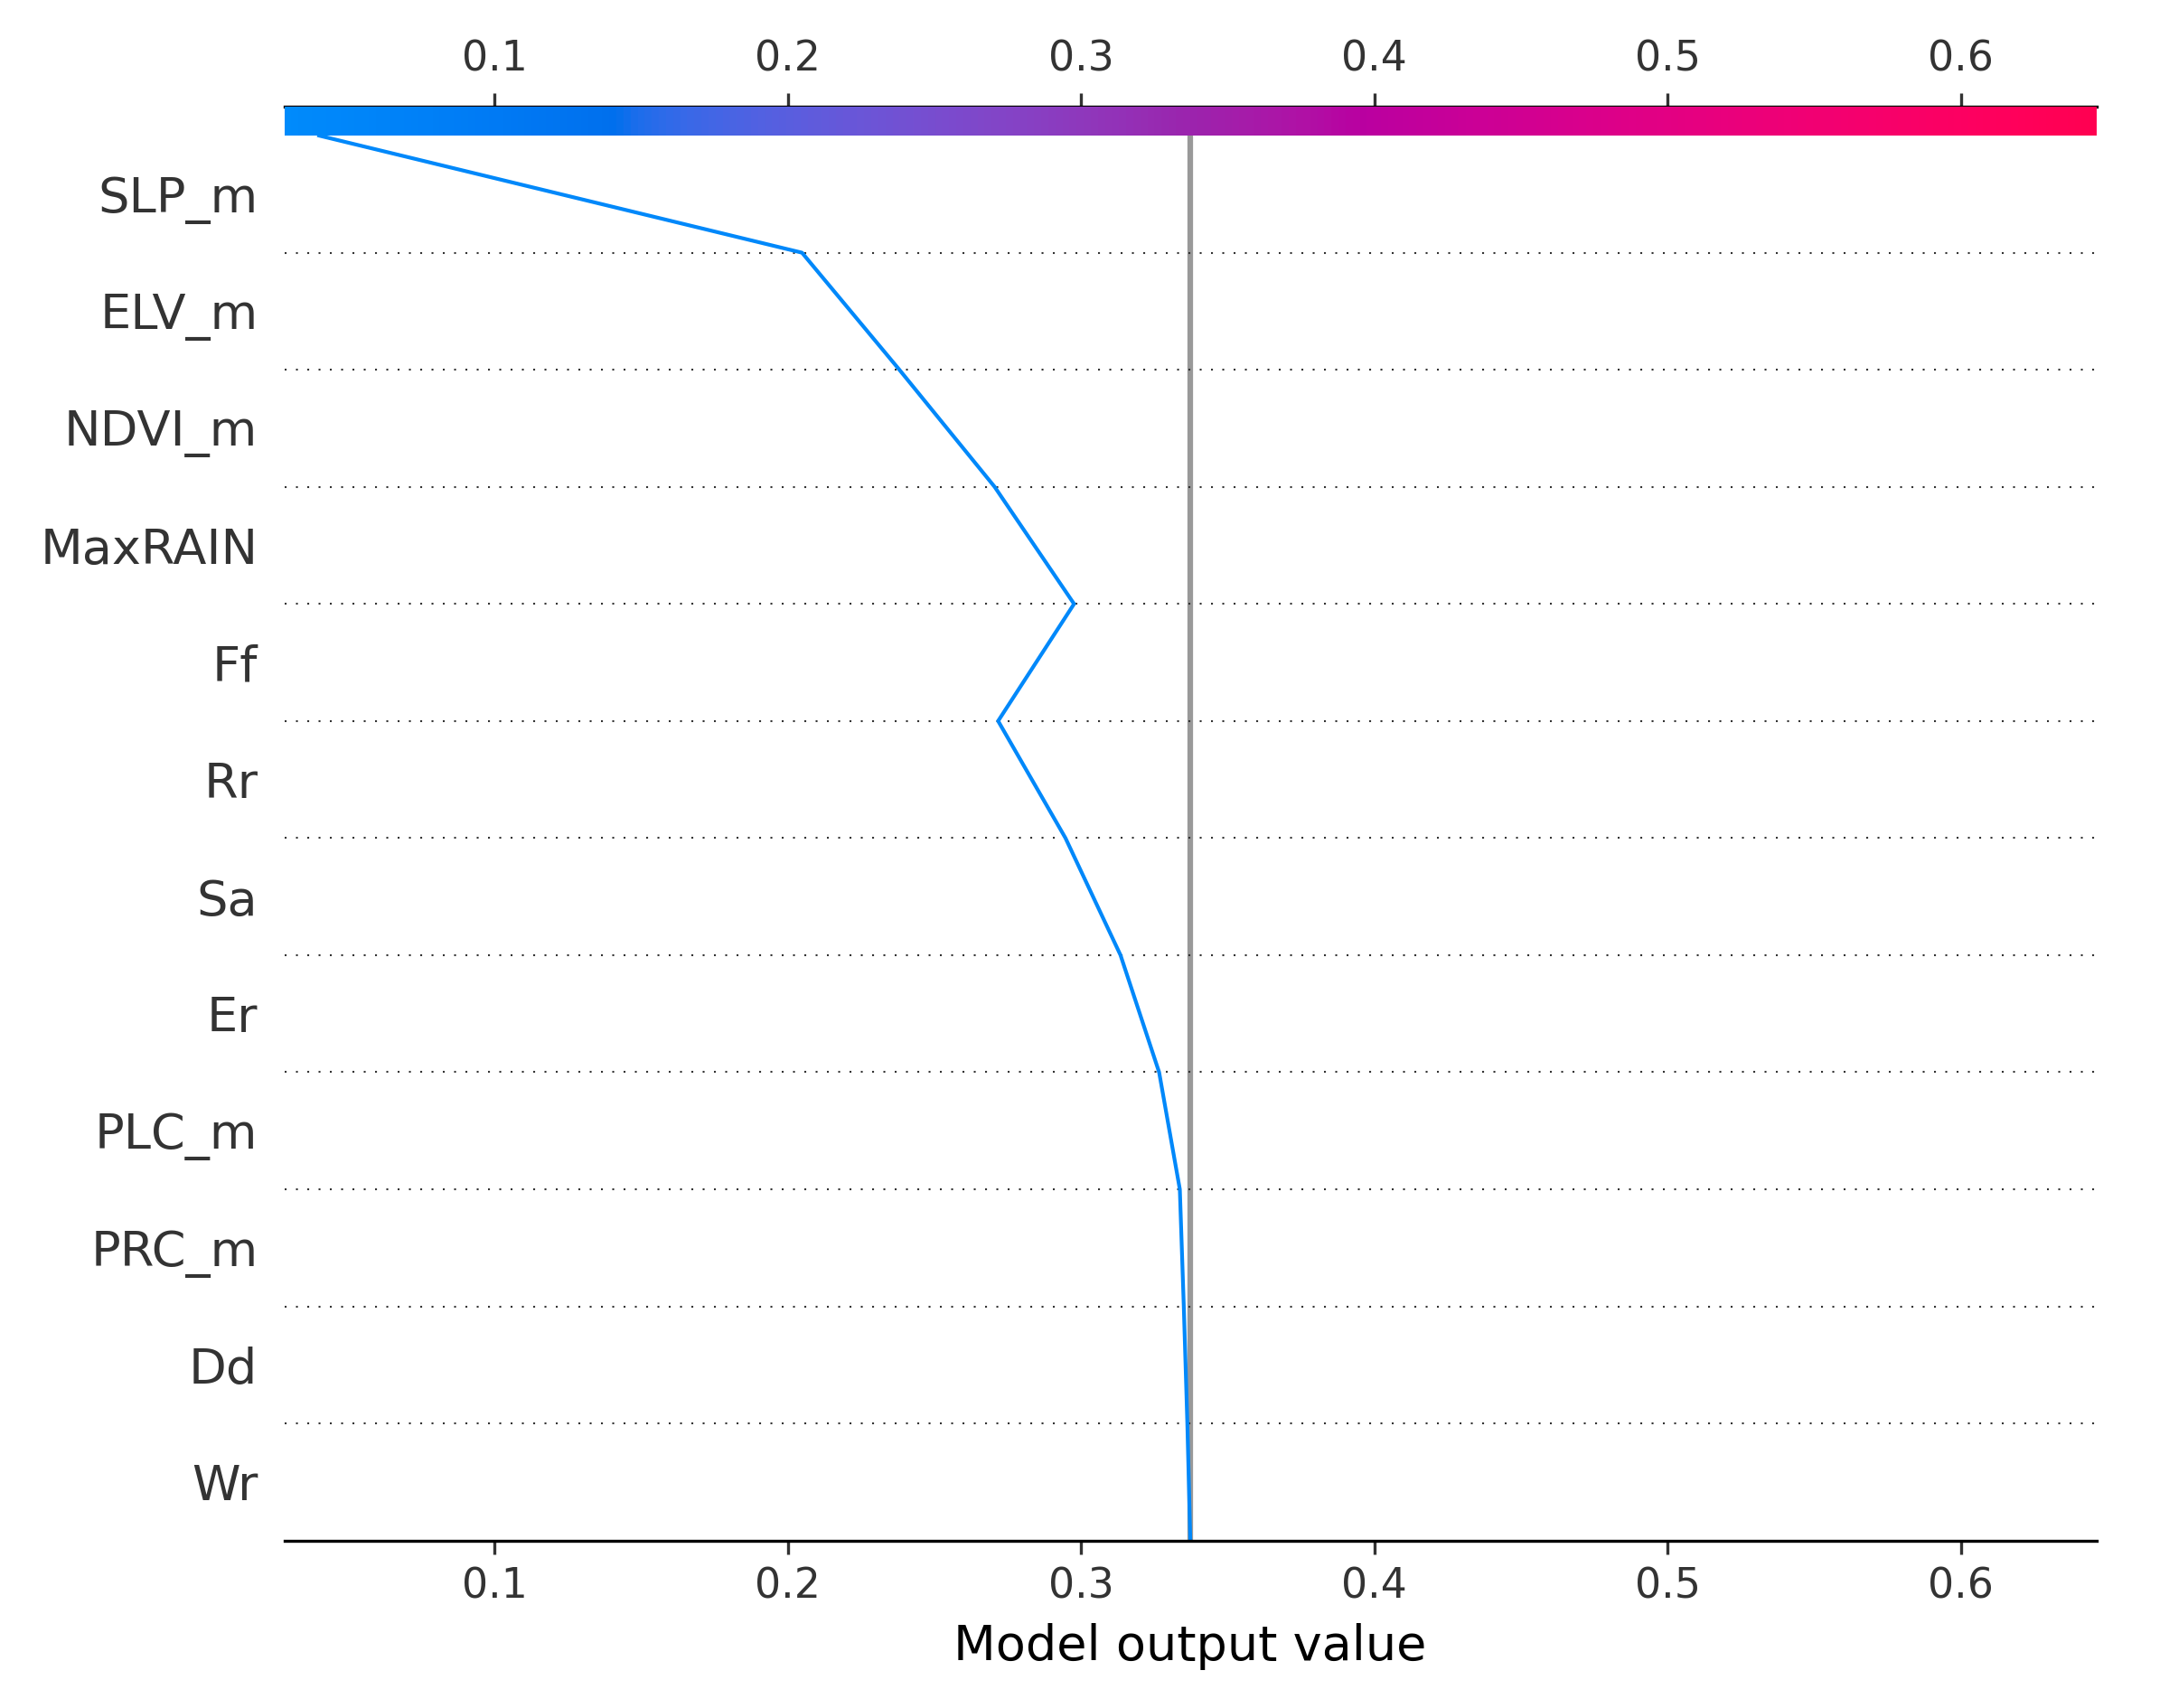 0.1 0.2 0.3 0.4 0.5 0.6
SLP_m
ELV_m
NDVI_m
MaxRAIN
Ff
Rr
Sa
Er
PLC_m
PRC_m
Dd
Wr
0.1 0.2 0.3 0.4 0.5 0.6
Model output value